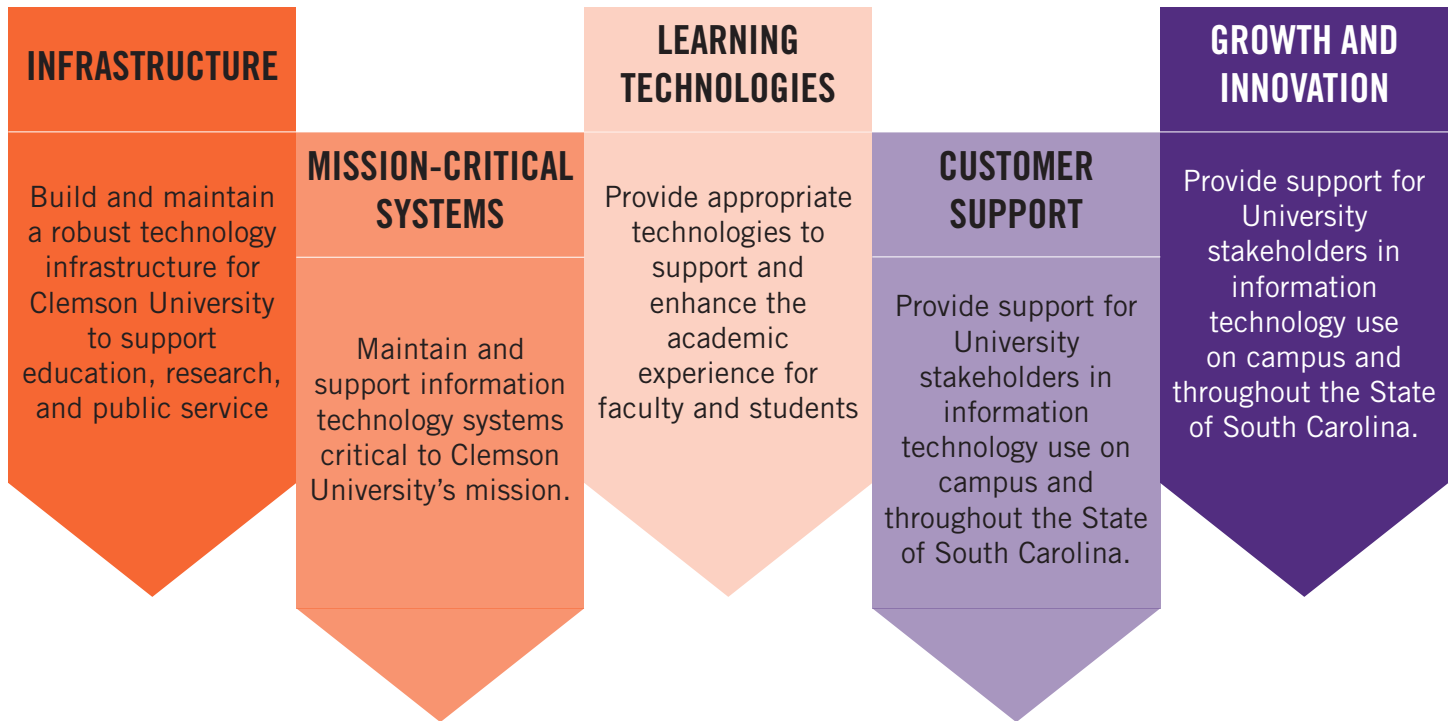 INFRASTRUCTURE
Build and maintain
a robust technology
infrastructure for
Clemson University
to support
education, research,
and public service
MISSION-CRITICAL
SYSTEMS
Maintain and
support information
technology systems
critical to Clemson
University’s mission.
LEARNING
TECHNOLOGIES
Provide appropriate
technologies to
support and
enhance the
academic
experience for
faculty and students
CUSTOMER
SUPPORT
Provide support for
University
stakeholders in
information
technology use on
campus and
throughout the State
of South Carolina.
GROWTH AND
INNOVATION
Provide support for
University
stakeholders in
information
technology use
on campus and
throughout the State
of South Carolina.